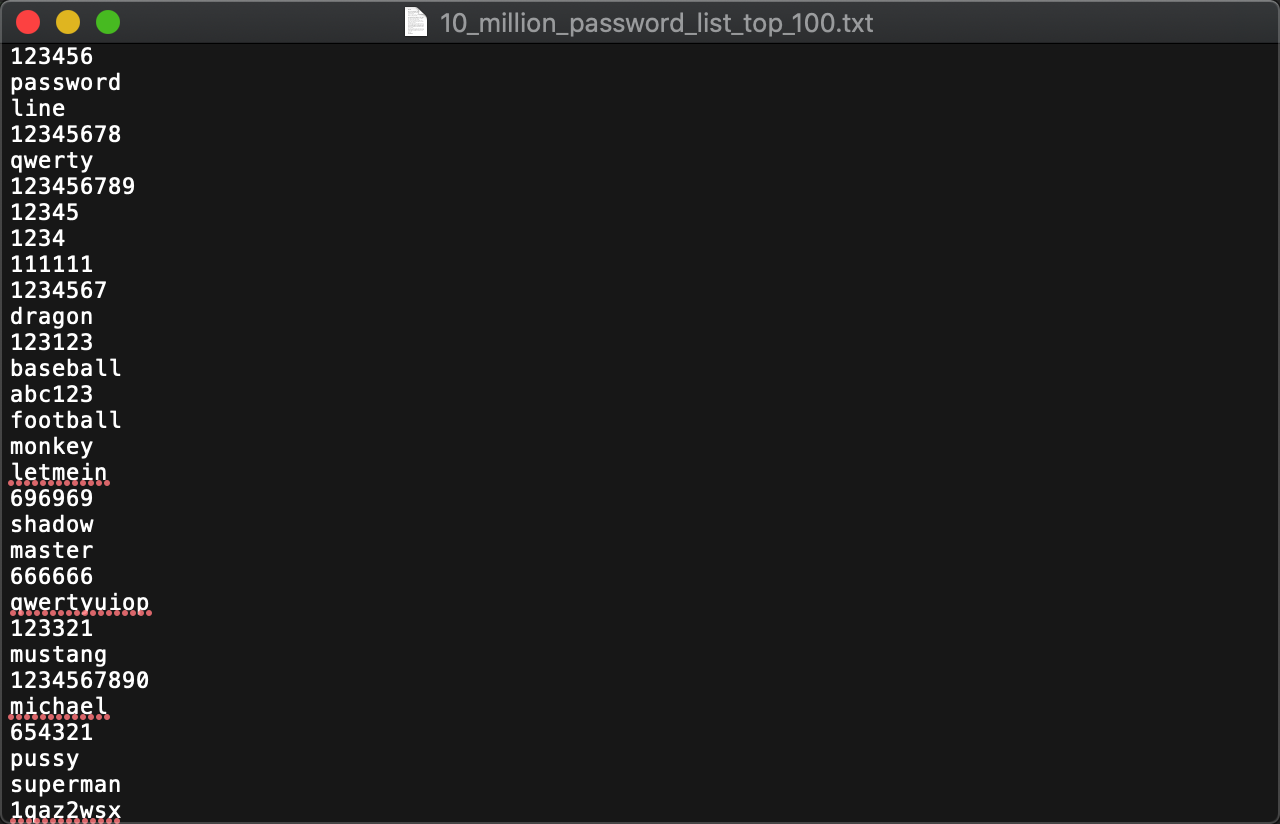 10_million_password_list_top_100.txt
123456
password
line
12345678
qwerty
123456789
12345
1234
111111
1234567
dragon
123123
baseball
abc123
football
monkey
letmein
696969
shadow
master
666666
qwertyuiop
123321
mustang
1234567890
michael
654321
pussy
superman
1qaz2wsx